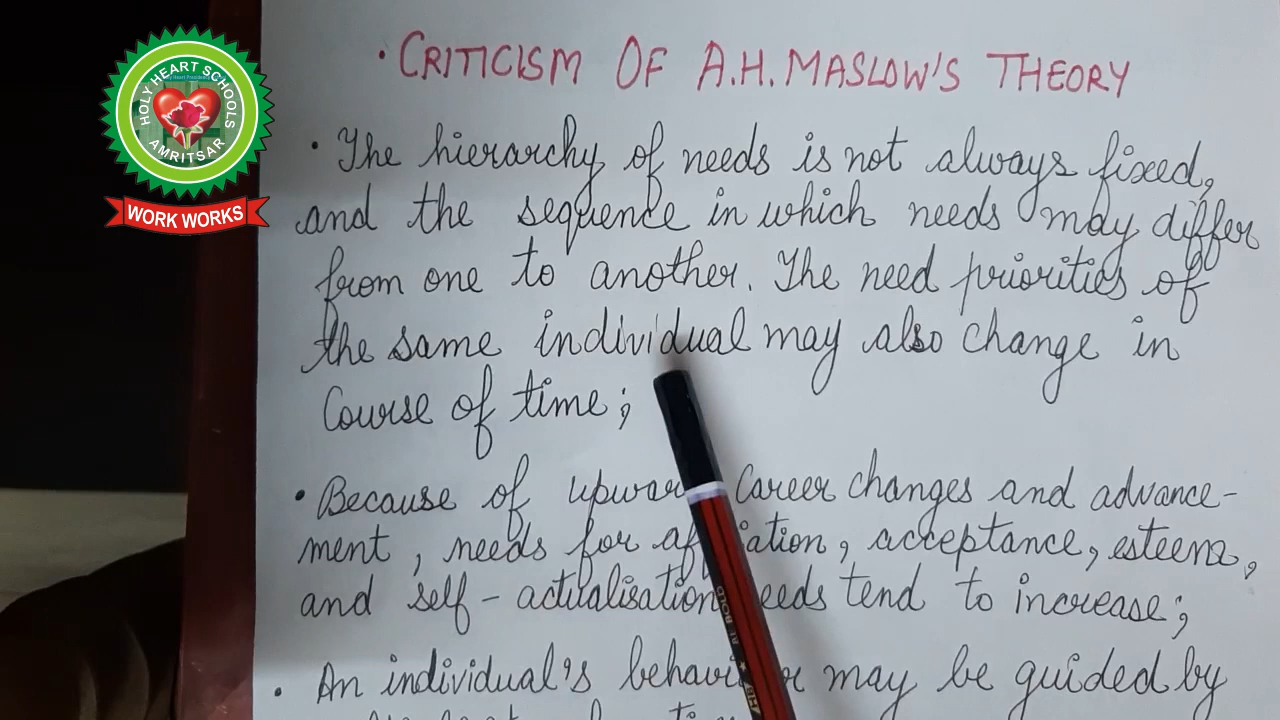 HOLY HEART SCHOOLS
AMRITSAR
WORK WORKS
• CRITICISM OF A.H. MASLOW'S THEORY
• The hierarchy of needs is not always fixed,
and the sequence in which needs may differ
from one to another. The need priorities of
the same individual may also change in
Course of time;
• Because of upwar Career changes and advance-
ment, needs for af iation, acceptance, esteem,
and self-actualisation eeds tend to increase;
• An individual's behavi r may be guided by